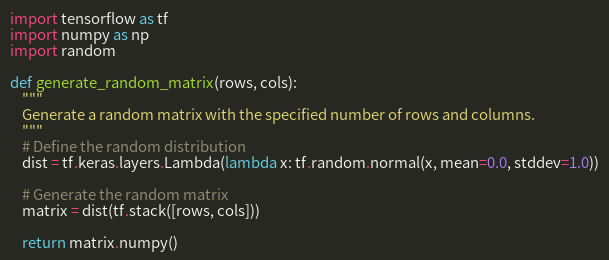 import tensorflow as tf
import numpy as np
import random
def generate_random_matrix(rows, cols):
"""
Generate a random matrix with the specified number of rows and columns.
"""
# Define the random distribution
dist = tf.keras.layers.Lambda(lambda x: tf.random.normal(x, mean=0.0, stddev=1.0))
# Generate the random matrix
matrix = dist(tf.stack([rows, cols]))
return matrix.numpy()